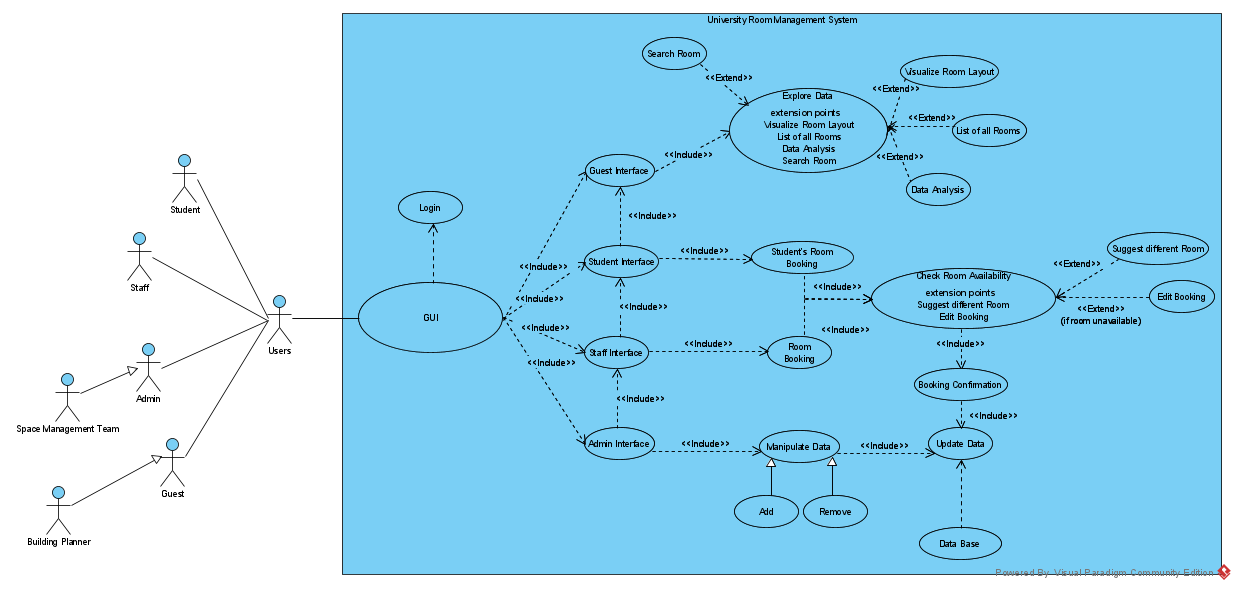 University Room Management System
Search Room
<<Extend>>
Visualize Room Layout
<<Extend>>
Explore Data
extension points
Visualize Room Layout
List of all Rooms
Data Analysis
Search Room
<<Extend>>
List of all Rooms
<<Extend>>
Data Analysis
<<Include>>
Guest Interface
Student
Login
<<Include>>
Staff
Student Interface
<<Include>>
Student's Room
Booking
Suggest different Room
<<Extend>>
<<Include>>
<<Include>>
Check Room Availability
extension points
Suggest different Room
Edit Booking
<<Include>>
Edit Booking
<<Extend>>
(if room unavailable)
GUI
<<Include>>
<<Include>>
<<Include>>
<<Include>>
Users
Staff Interface
<<Include>>
Room
Booking
<<Include>>
<<Include>>
Admin
Booking Confirmation
<<Include>>
<<Include>>
Space Management Team
Admin Interface
<<Include>>
Manipulate Data
<<Include>>
Update Data
Guest
Add
Remove
Building Planner
Data Base
Powered By Visual Paradigm Community Edition